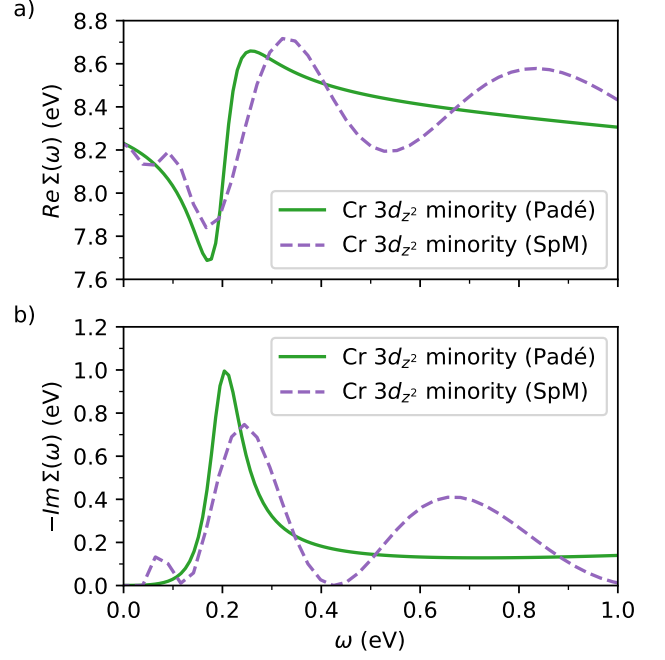 a)
8.8
8.6
8.4
8.2
8.0
7.8
7.6
Re Σ(ω) (eV)
Cr 3d_{z²} minority (Padé)
Cr 3d_{z²} minority (SpM)
b)
1.2
1.0
0.8
0.6
0.4
0.2
0.0
−Im Σ(ω) (eV)
Cr 3d_{z²} minority (Padé)
Cr 3d_{z²} minority (SpM)
0.0 0.2 0.4 0.6 0.8 1.0
ω (eV)